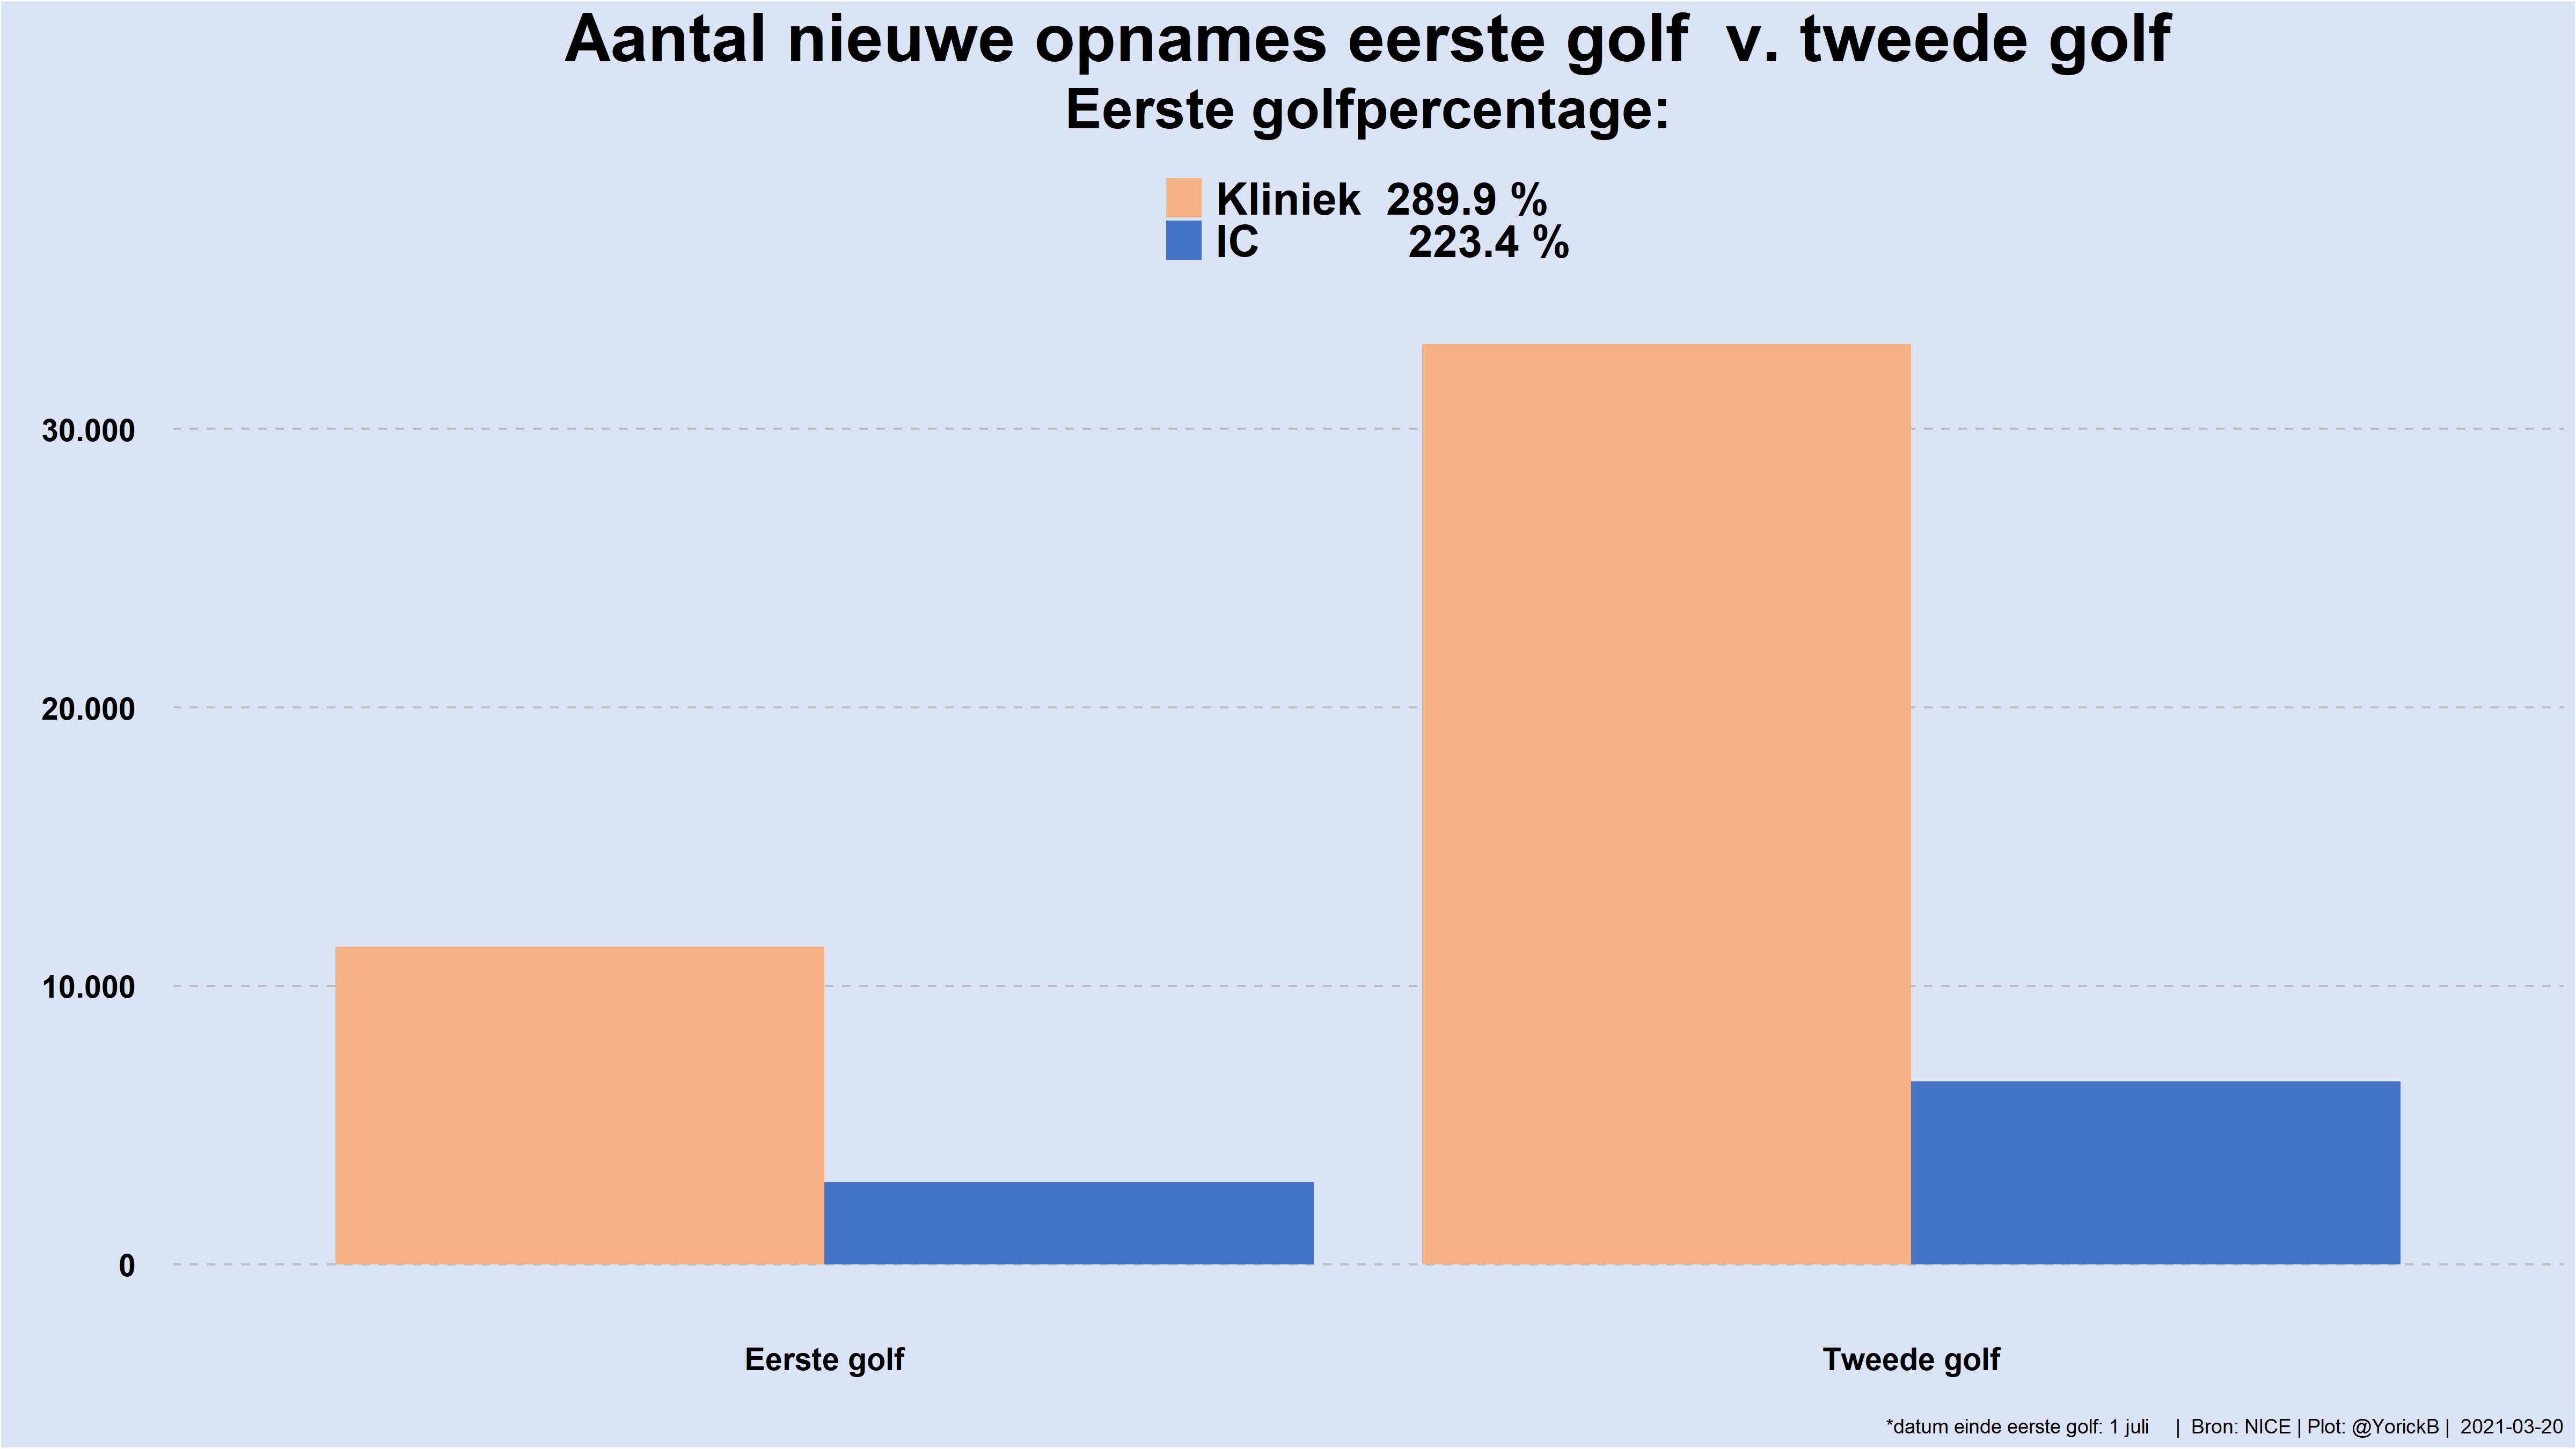 Aantal nieuwe opnames eerste golf  v. tweede golf
Eerste golfpercentage:
Kliniek  289.9 %
IC  223.4 %
30.000
20.000
10.000
0
Eerste golf
Tweede golf
*datum einde eerste golf: 1 juli  |  Bron: NICE | Plot: @YorickB |  2021-03-20